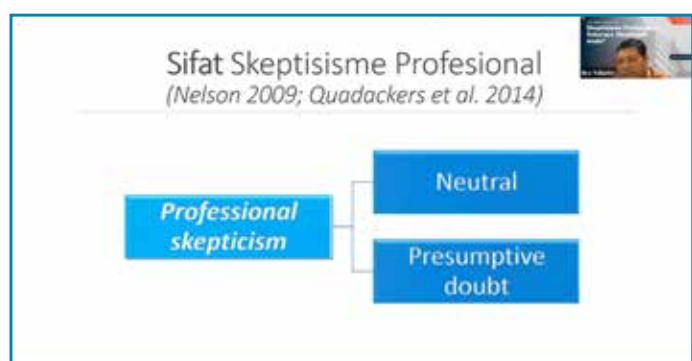 Sifat Skeptisisme Profesional
(Nelson 2009; Quadackers et al. 2014)
Professional
skepticism
Neutral
Presumptive
doubt